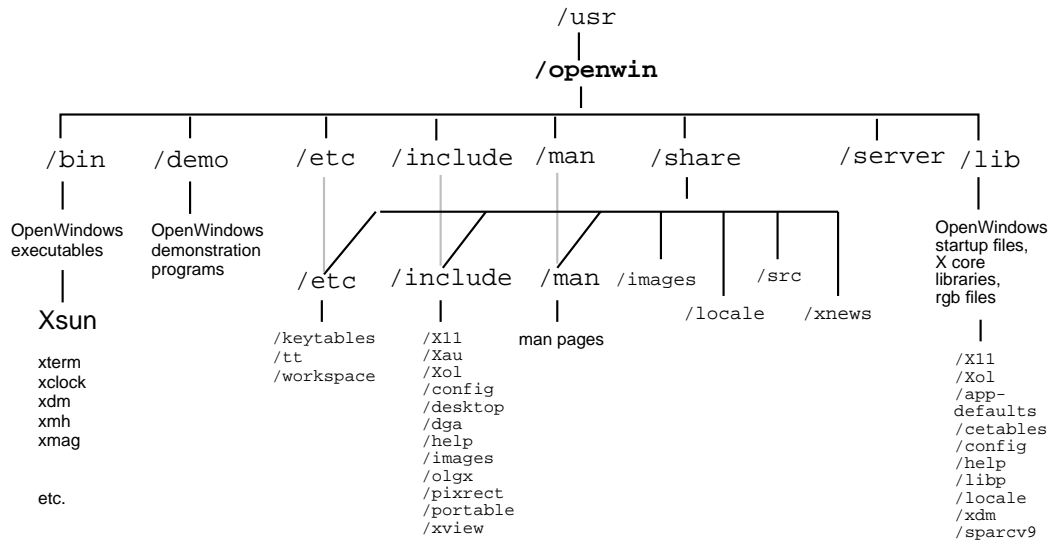 /usr
/openwin
/bin /demo /etc /include /man /share /server /lib
OpenWindows
executables
OpenWindows
demonstration
programs
OpenWindows
startup files,
X core
libraries,
rgb files
/etc /include /man /images /src
/locale /xnews
Xsun
xterm
xclock
xdm
xmh
xmag
etc.
/keytables
/tt
/workspace
/X11
/Xau
/Xol
/config
/desktop
/dga
/help
/images
/olgx
/pixrect
/portable
/xview
man pages
/X11
/Xol
/app-
defaults
/cetables
/config
/help
/libp
/locale
/xdm
/sparcv9